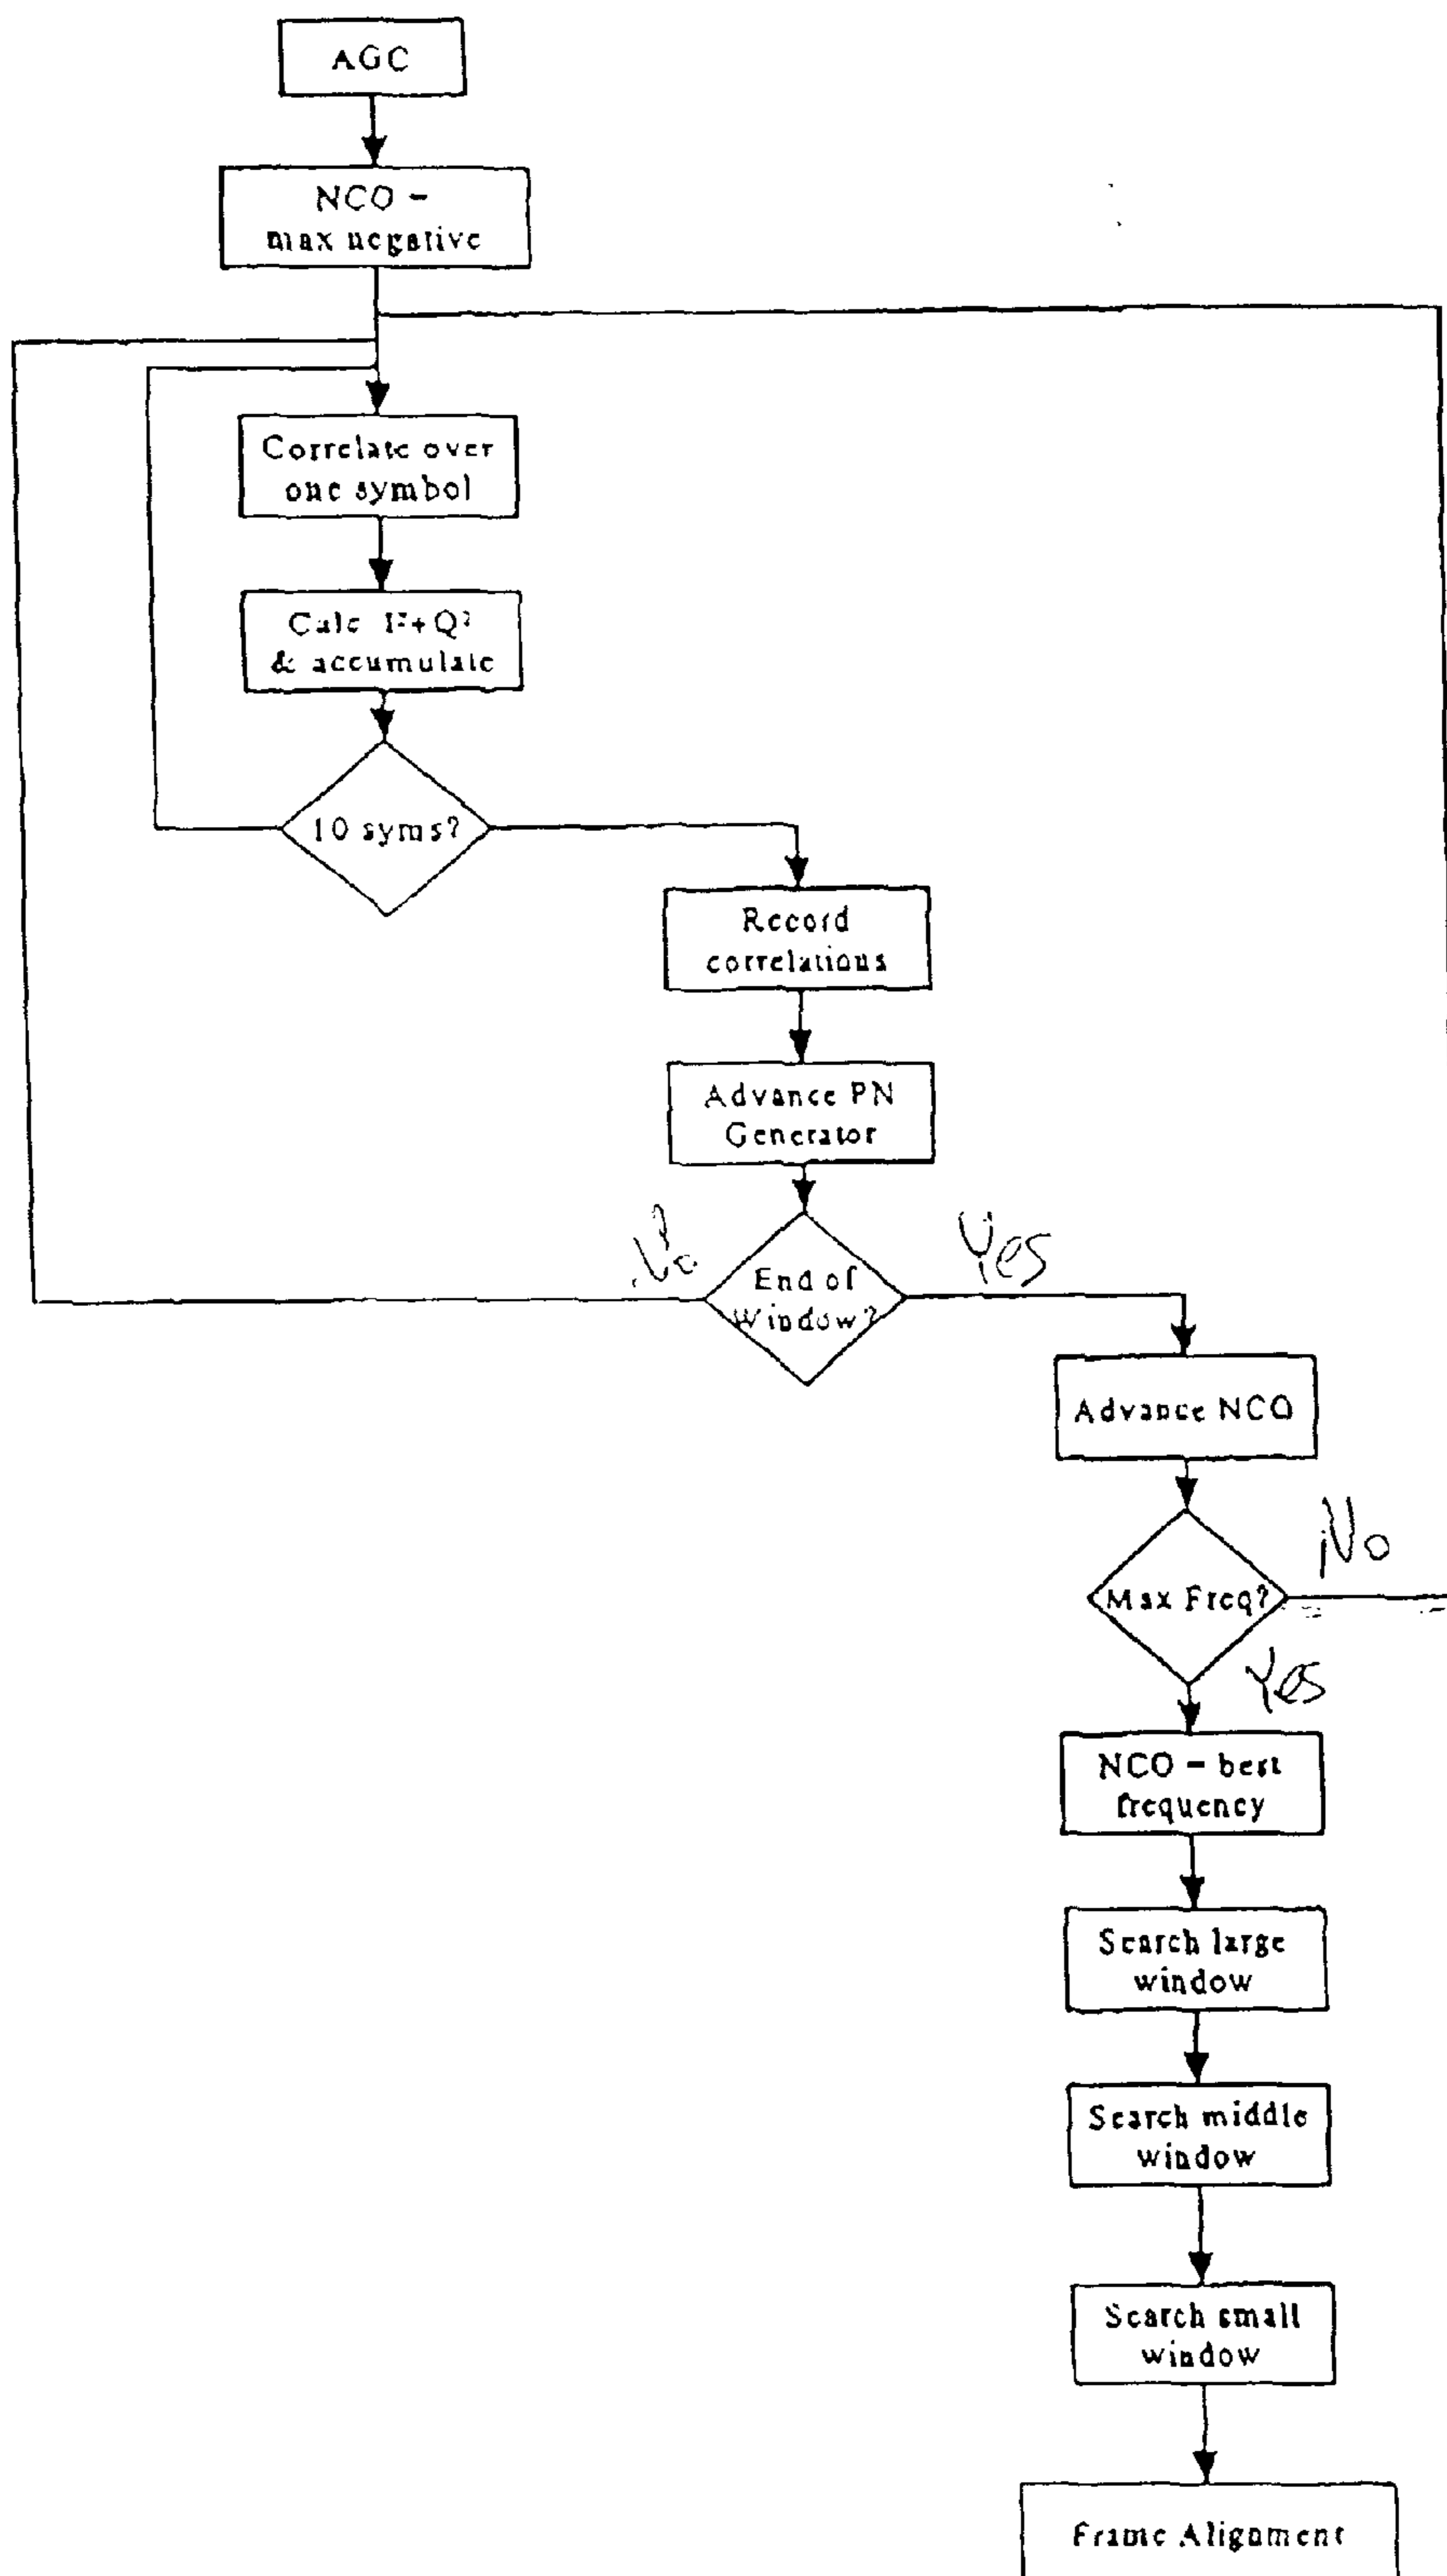 AGC
NCO =
max negative
Correlate over
one symbol
Calc I²+Q²
& accumulate
10 syms?
Record
correlations
Advance PN
Generator
No
End of
Window?
Yes
Advance NCO
Max Freq?
No
Yes
NCO = best
frequency
Search large
window
Search middle
window
Search small
window
Frame Alignment